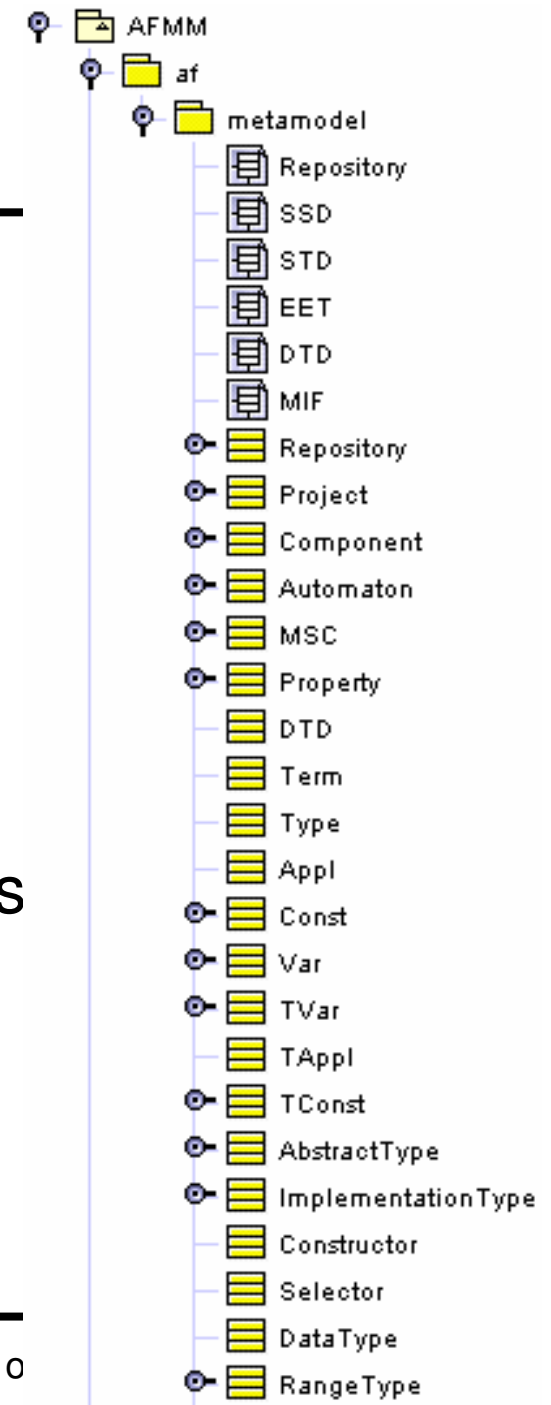 AFMM
af
metamodel
Repository
SSD
STD
EET
DTD
MIF
Repository
Project
Component
Automaton
MSC
Property
DTD
Term
Type
Appl
s
Const
Var
TVar
TAppl
TConst
AbstractType
ImplementationType
Constructor
Selector
DataType
o
RangeType